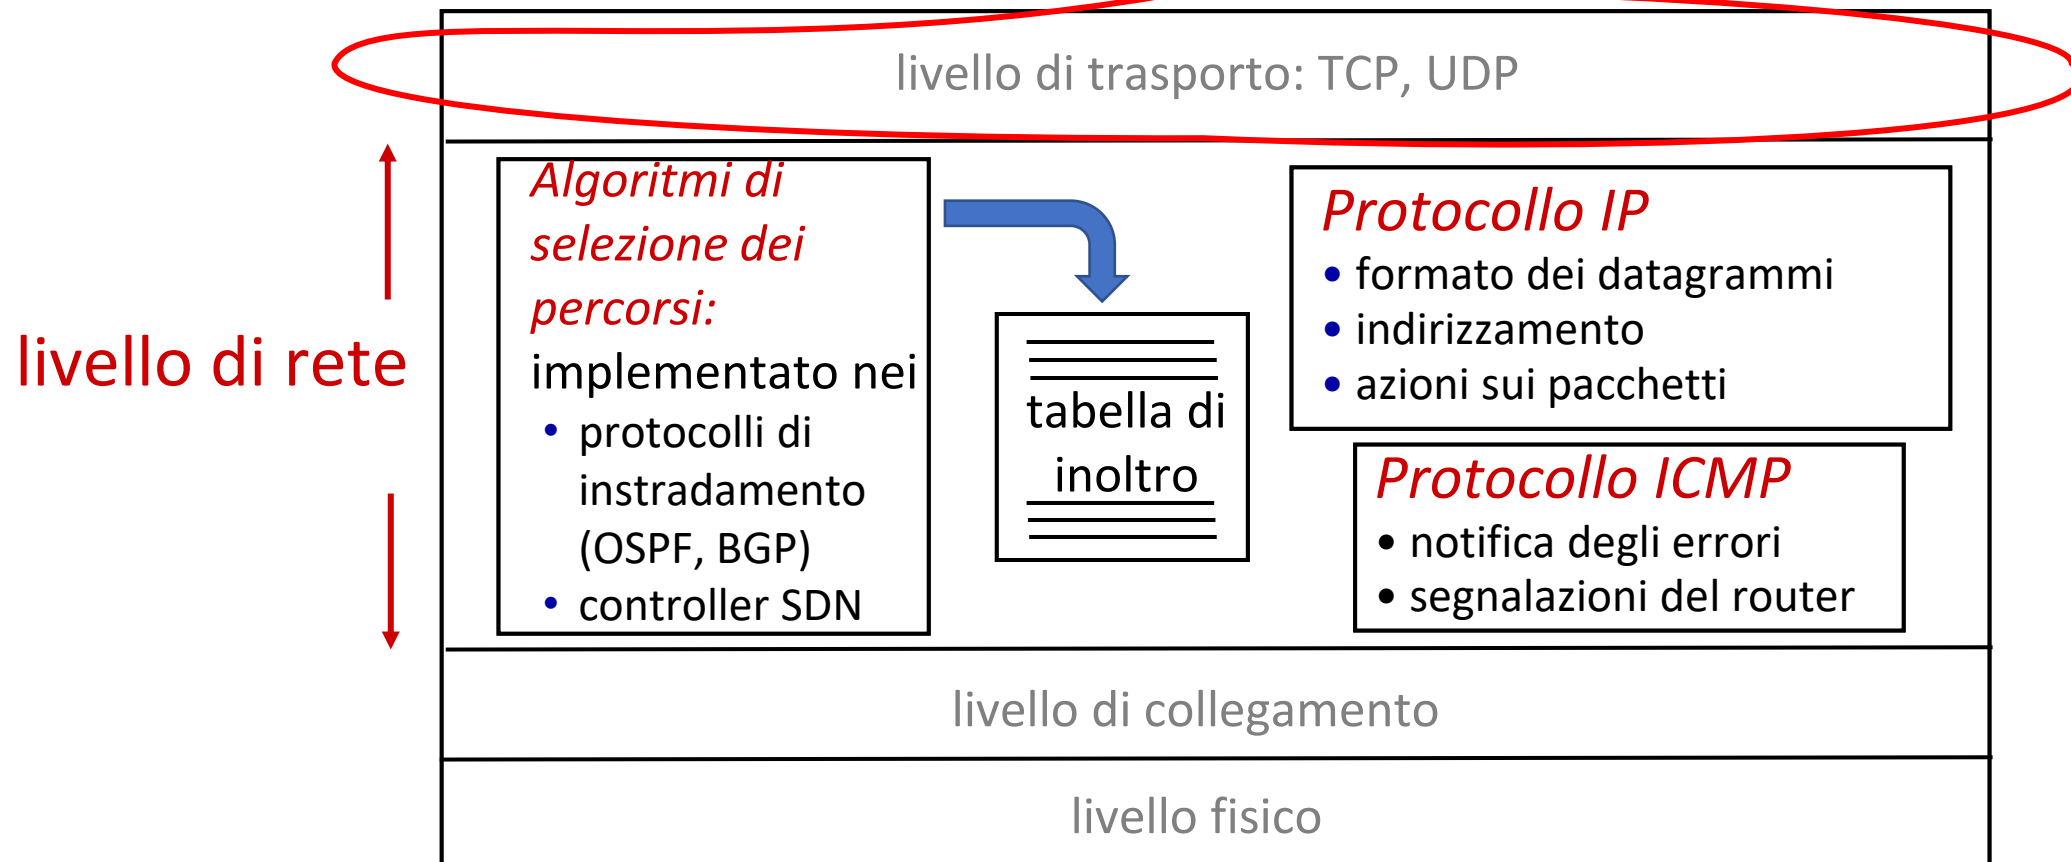 livello di trasporto: TCP, UDP
livello di rete
Algoritmi di
selezione dei
percorsi:
implementato nei
• protocolli di
instradamento
(OSPF, BGP)
• controller SDN
tabella di
inoltro
Protocollo IP
• formato dei datagrammi
• indirizzamento
• azioni sui pacchetti
Protocollo ICMP
• notifica degli errori
• segnalazioni del router
livello di collegamento
livello fisico